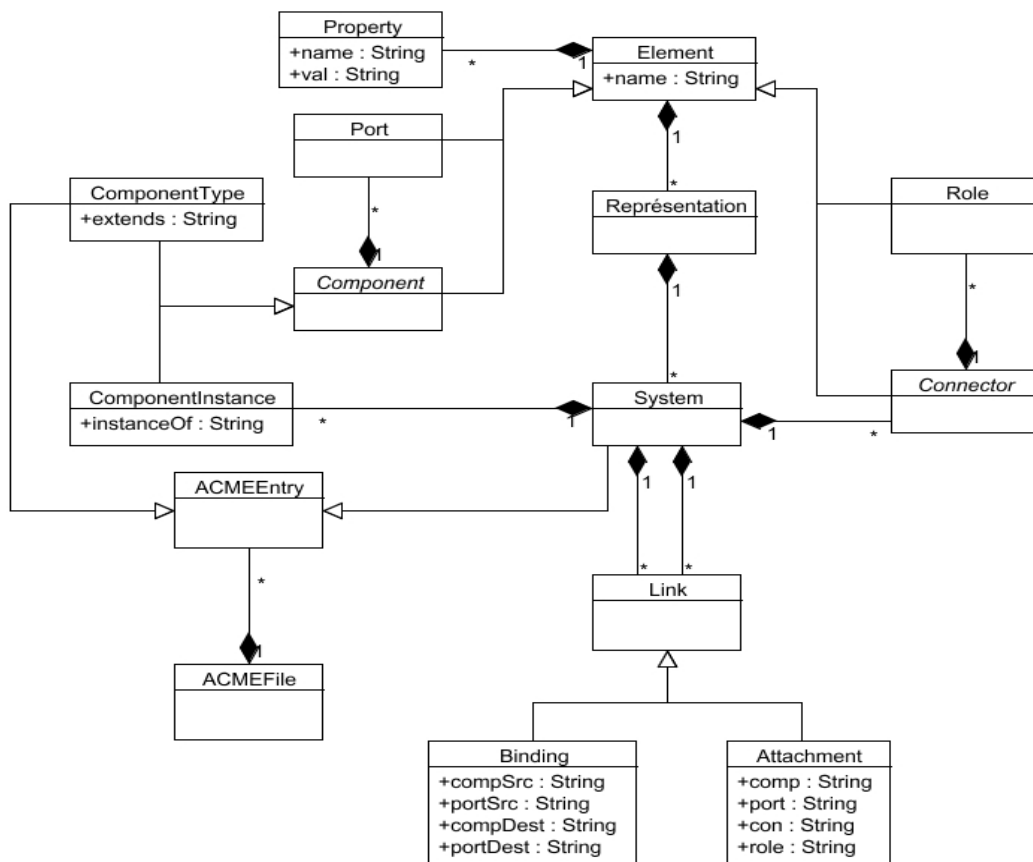 Property
+name : String
+val : String
*
1
Element
+name : String
Port
1
*
ComponentType
+extends : String
*
1
Component
Représentation
1
*
Role
*
1
Connector
ComponentInstance
+instanceOf : String
*
1
System
1
*
1
1
*
*
ACMEEntry
*
1
ACMEFile
Link
Binding
+compSrc : String
+portSrc : String
+compDest : String
+portDest : String
Attachment
+comp : String
+port : String
+con : String
+role : String